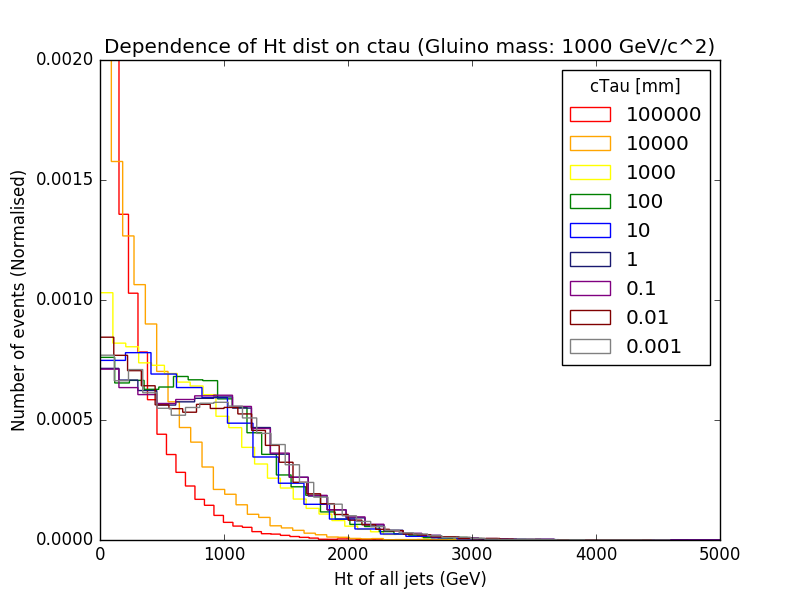 Dependence of Ht dist on ctau (Gluino mass: 1000 GeV/c^2)
0.0020
0.0015
0.0010
0.0005
0.0000
Number of events (Normalised)
cTau [mm]
100000
10000
1000
100
10
1
0.1
0.01
0.001
0 1000 2000 3000 4000 5000
Ht of all jets (GeV)